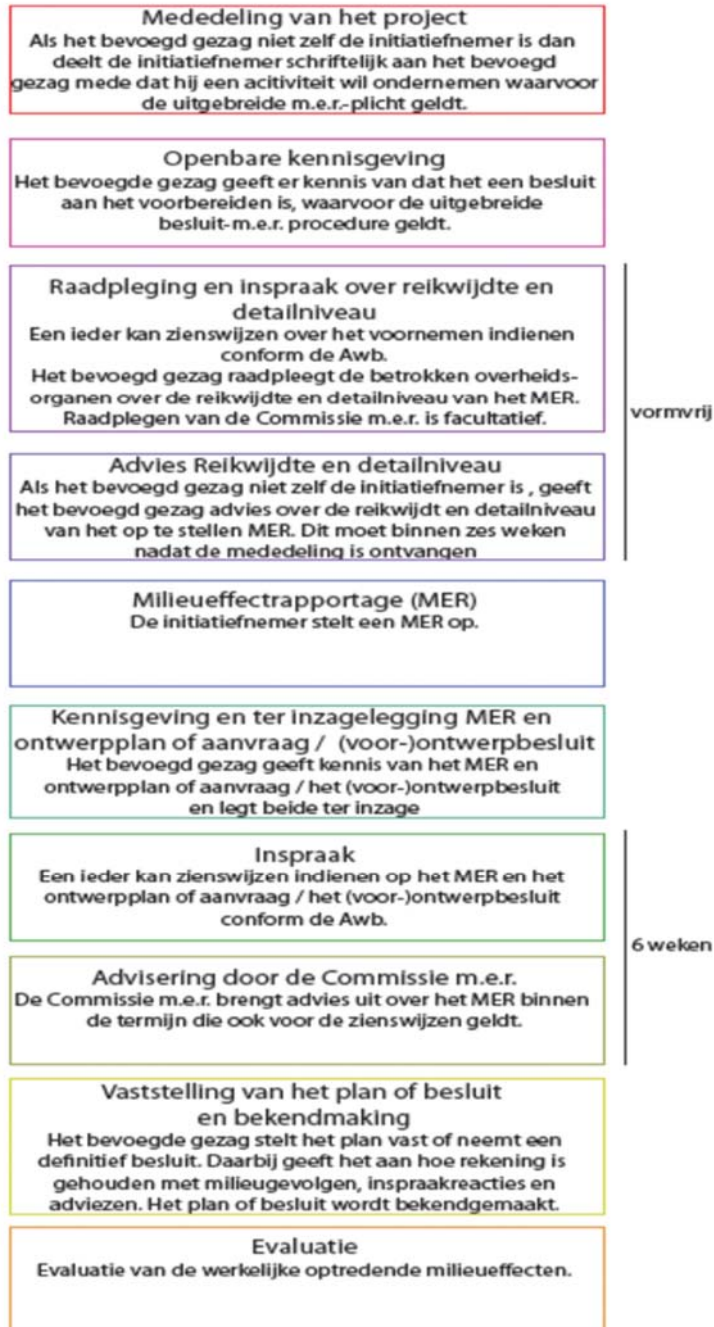 Mededeling van het project
Als het bevoegd gezag niet zelf de initiatiefnemer is dan
deelt de initiatiefnemer schriftelijk aan het bevoegd
gezag mede dat hij een acitiviteit wil ondernemen waarvoor
de uitgebreide m.e.r.-plicht geldt.
Openbare kennisgeving
Het bevoegde gezag geeft er kennis van dat het een besluit
aan het voorbereiden is, waarvoor de uitgebreide
besluit-m.e.r. procedure geldt.
Raadpleging en inspraak over reikwijdte en
detailniveau
Een ieder kan zienswijzen over het voornemen indienen
conform de Awb.
Het bevoegd gezag raadpleegt de betrokken overheids-
organen over de reikwijdte en detailniveau van het MER.
Raadplegen van de Commissie m.e.r. is facultatief.
vormvrij
Advies Reikwijdte en detailniveau
Als het bevoegd gezag niet zelf de initiatiefnemer is , geeft
het bevoegd gezag advies over de reikwijdt en detailniveau
van het op te stellen MER. Dit moet binnen zes weken
nadat de mededeling is ontvangen
Milieueffectrapportage (MER)
De initiatiefnemer stelt een MER op.
Kennisgeving en ter inzagelegging MER en
ontwerpplan of aanvraag / (voor-)ontwerpbesluit
Het bevoegd gezag geeft kennis van het MER en
ontwerpplan of aanvraag / het (voor-)ontwerpbesluit
en legt beide ter inzage
Inspraak
Een ieder kan zienswijzen indienen op het MER en het
ontwerpplan of aanvraag / het (voor-)ontwerpbesluit
conform de Awb.
6 weken
Advisering door de Commissie m.e.r.
De Commissie m.e.r. brengt advies uit over het MER binnen
de termijn die ook voor de zienswijzen geldt.
Vaststelling van het plan of besluit
en bekendmaking
Het bevoegde gezag stelt het plan vast of neemt een
definitief besluit. Daarbij geeft het aan hoe rekening is
gehouden met milieugevolgen, inspraakreacties en
adviezen. Het plan of besluit wordt bekendgemaakt.
Evaluatie
Evaluatie van de werkelijke optredende milieueffecten.